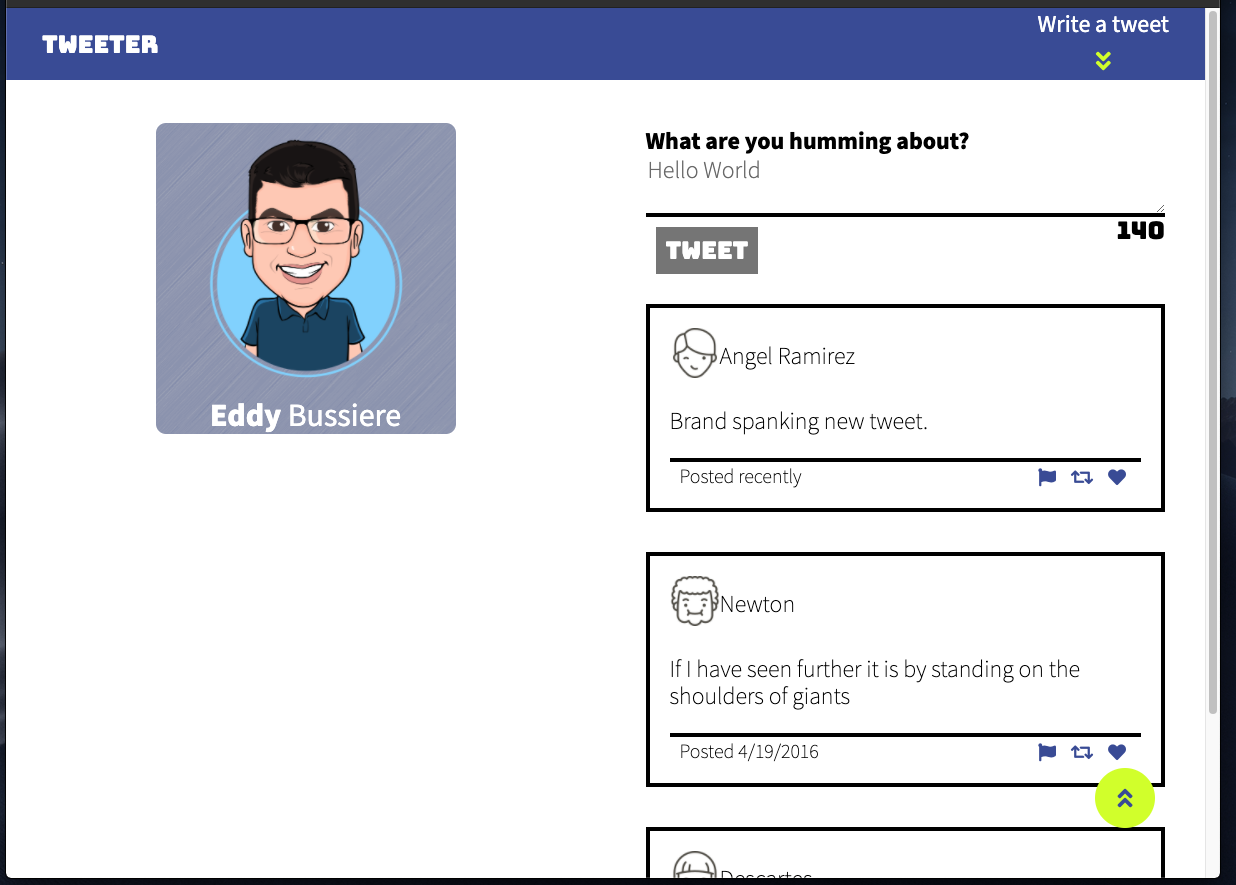 TWEETER
Write a tweet
Eddy Bussiere
What are you humming about?
Hello World
TWEET
140
Angel Ramirez
Brand spanking new tweet.
Posted recently
Newton
If I have seen further it is by standing on the
shoulders of giants
Posted 4/19/2016
Descartes